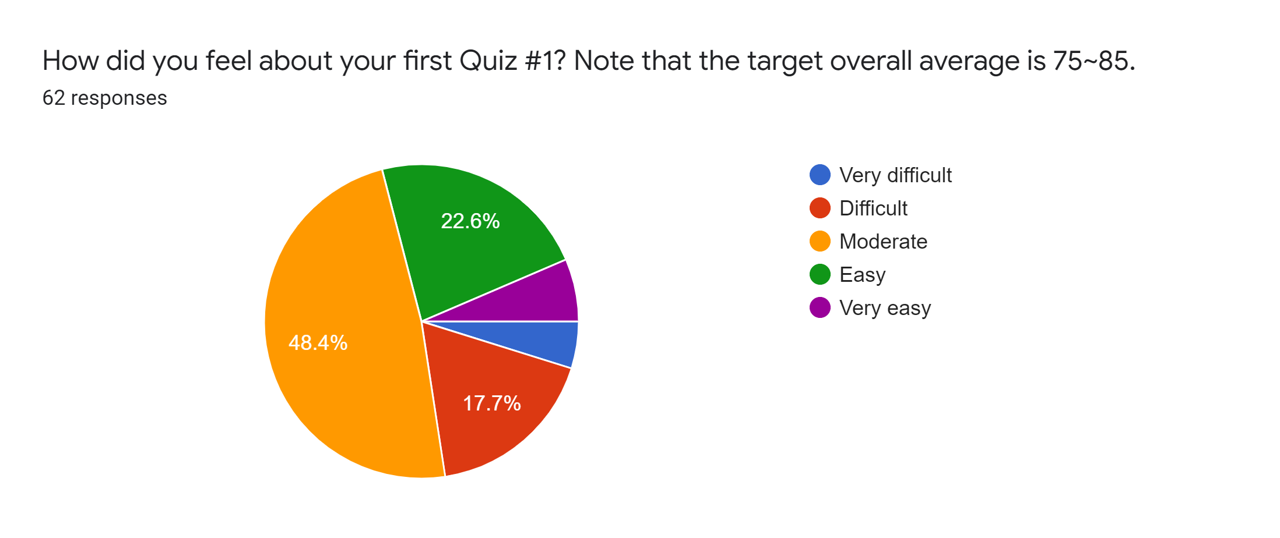 How did you feel about your first Quiz #1? Note that the target overall average is 75~85.
62 responses
22.6%
48.4%
17.7%
Very difficult
Difficult
Moderate
Easy
Very easy